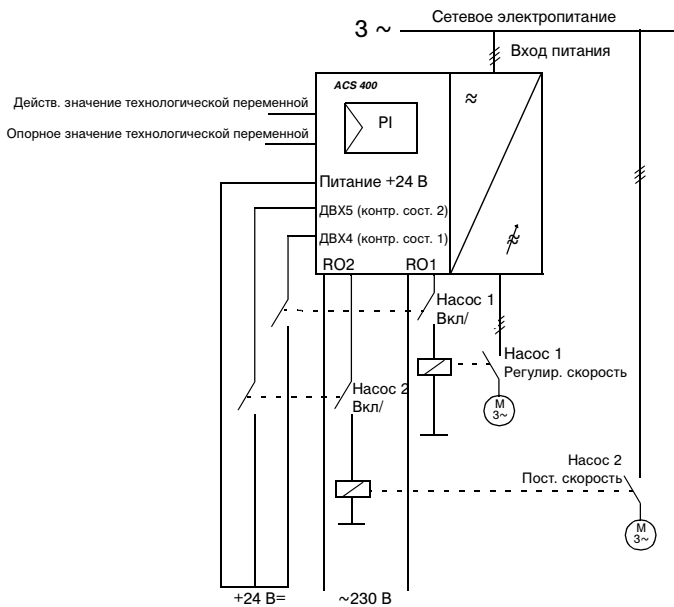 Сетевое электропитание
3 ~
Вход питания
ACS 400
≈
Действ. значение технологической переменной
PI
Опорное значение технологической переменной
Питание +24 В
ДВХ5 (контр. сост. 2)
ДВХ4 (контр. сост. 1)
≈
RO2
RO1
Насос 1
Вкл/
Насос 1
Регулир. скорость
Насос 2
Вкл/
M
3~
Насос 2
Пост. скорость
M
3~
+24 В=
~230 В